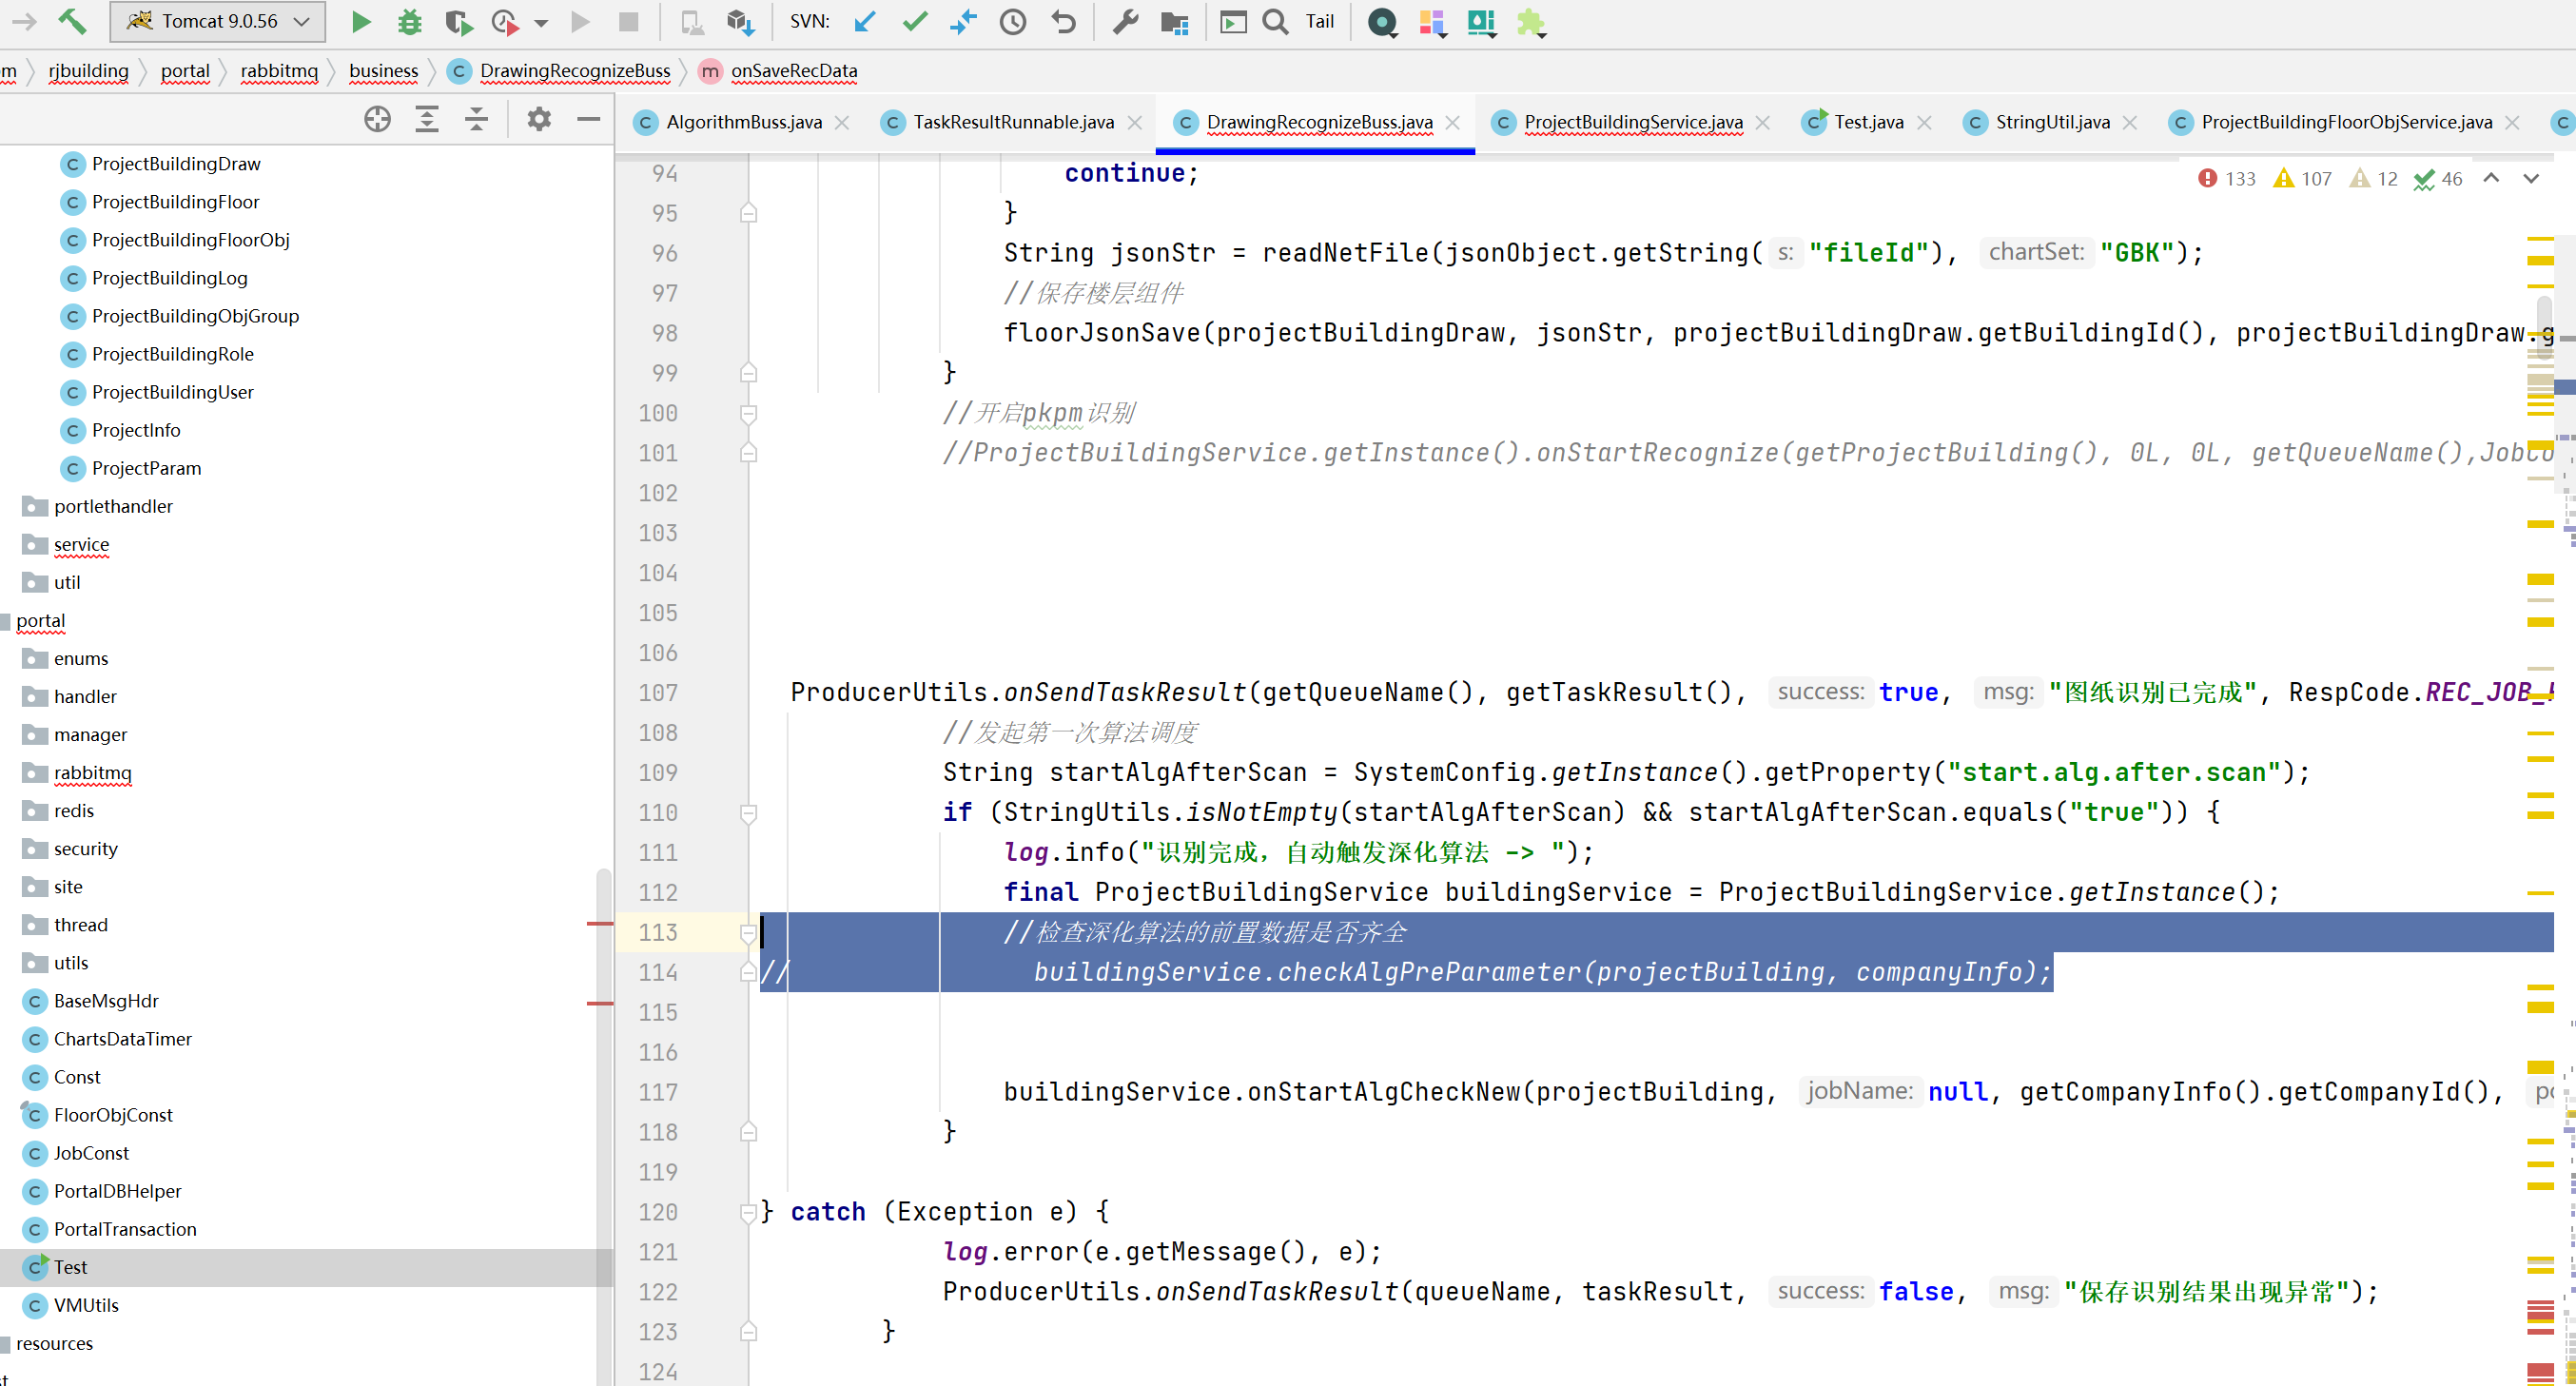 Tomcat 9.0.56
SVN:
Tail
m
rjbuilding
portal
rabbitmq
business
DrawingRecognizeBuss
onSaveRecData
AlgorithmBuss.java
TaskResultRunnable.java
DrawingRecognizeBuss.java
ProjectBuildingService.java
Test.java
StringUtil.java
ProjectBuildingFloorObjService.java
133 107 12 46
ProjectBuildingDraw
ProjectBuildingFloor
ProjectBuildingFloorObj
ProjectBuildingLog
ProjectBuildingObjGroup
ProjectBuildingRole
ProjectBuildingUser
ProjectInfo
ProjectParam
portlethandler
service
util
portal
enums
handler
manager
rabbitmq
redis
security
site
thread
utils
BaseMsgHdr
ChartsDataTimer
Const
FloorObjConst
JobConst
PortalDBHelper
PortalTransaction
Test
VMUtils
resources
st
94 continue;
95 }
96 String jsonStr = readNetFile(jsonObject.getString( s: "fileId"), chartSet: "GBK");
97 //保存楼层组件
98 floorJsonSave(projectBuildingDraw, jsonStr, projectBuildingDraw.getBuildingId(), projectBuildingDraw.g
99 }
100 //开启pkpm识别
101 //ProjectBuildingService.getInstance().onStartRecognize(getProjectBuilding(), 0L, 0L, getQueueName(),JobCo
102
103
104
105
106
107 ProducerUtils.onSendTaskResult(getQueueName(), getTaskResult(), success: true, msg: "图纸识别已完成", RespCode.REC_JOB_
108 //发起第一次算法调度
109 String startAlgAfterScan = SystemConfig.getInstance().getProperty("start.alg.after.scan");
110 if (StringUtils.isNotEmpty(startAlgAfterScan) && startAlgAfterScan.equals("true")) {
111 log.info("识别完成，自动触发深化算法 -> ");
112 final ProjectBuildingService buildingService = ProjectBuildingService.getInstance();
113 //检查深化算法的前置数据是否齐全
114 // buildingService.checkAlgPreParameter(projectBuilding, companyInfo);
115
116
117 buildingService.onStartAlgCheckNew(projectBuilding, jobName: null, getCompanyInfo().getCompanyId(), po
118 }
119
120 } catch (Exception e) {
121 log.error(e.getMessage(), e);
122 ProducerUtils.onSendTaskResult(queueName, taskResult, success: false, msg: "保存识别结果出现异常");
123 }
124